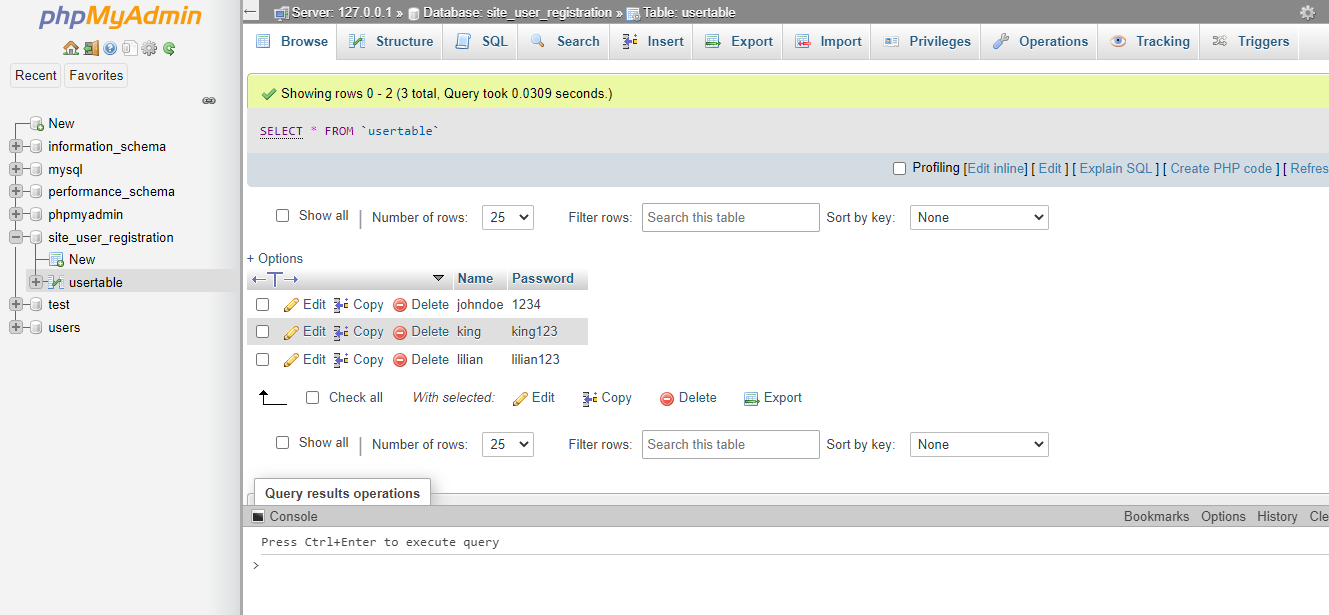 phpMyAdmin
Recent Favorites
New
information_schema
mysql
performance_schema
phpmyadmin
site_user_registration
New
usertable
test
users
Server: 127.0.0.1 » Database: site_user_registration » Table: usertable
Browse Structure SQL Search Insert Export Import Privileges Operations Tracking Triggers
Showing rows 0 - 2 (3 total, Query took 0.0309 seconds.)
SELECT * FROM `usertable`
Profiling [Edit inline] [ Edit ] [ Explain SQL ] [ Create PHP code ] [ Refres
Show all | Number of rows: 25 Filter rows: Search this table Sort by key: None
+ Options
←T→ Name Password
Edit Copy Delete johndoe 1234
Edit Copy Delete king king123
Edit Copy Delete lilian lilian123
Check all With selected: Edit Copy Delete Export
Show all | Number of rows: 25 Filter rows: Search this table Sort by key: None
Query results operations
Console Bookmarks Options History Cle
Press Ctrl+Enter to execute query
>